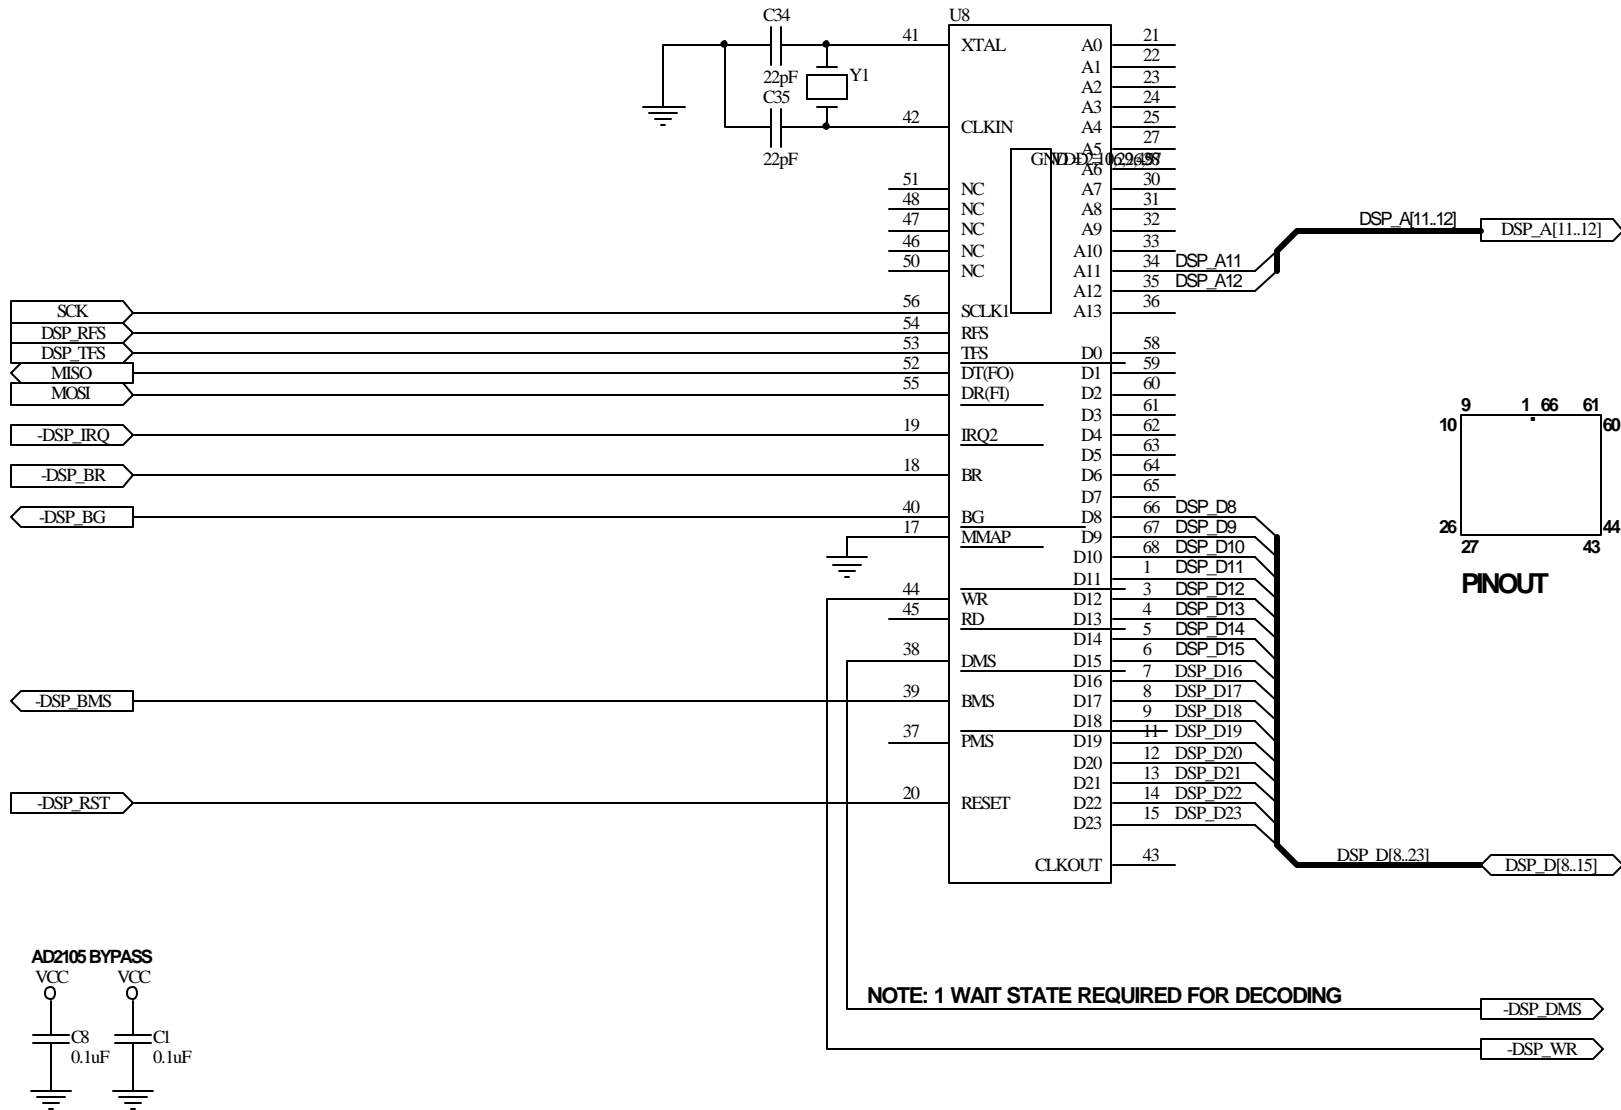 C34
U8
41
XTAL
A0
21
22pF
Y1
A1
22
C35
A2
23
A3
24
42
CLKIN
A4
25
22pF
A5
27
A6
51
NC
A7
30
48
NC
A8
31
47
NC
A9
32
46
NC
A10
33
50
NC
A11
34
DSP_A11
A12
35
DSP_A12
DSP_A[11..12]
DSP_A[11..12]
SCK
56
SCLK1
A13
36
DSP_RFS
54
RFS
DSP_TFS
53
TFS
D0
58
MISO
52
DT(FO)
D1
59
MOSI
55
DR(FI)
D2
60
D3
61
-DSP_IRQ
19
IRQ2
D4
62
D5
63
-DSP_BR
18
BR
D6
64
D7
65
-DSP_BG
40
BG
D8
66
DSP_D8
17
MMAP
D9
67
DSP_D9
D10
68
DSP_D10
D11
1
DSP_D11
44
WR
D12
3
DSP_D12
45
RD
D13
4
DSP_D13
D14
5
DSP_D14
38
DMS
D15
6
DSP_D15
D16
7
DSP_D16
-DSP_BMS
39
BMS
D17
8
DSP_D17
D18
9
DSP_D18
37
PMS
D19
11
DSP_D19
D20
12
DSP_D20
D21
13
DSP_D21
-DSP_RST
20
RESET
D22
14
DSP_D22
D23
15
DSP_D23
CLKOUT
43
DSP_D[8..23]
DSP_D[8..15]
9
1
66
61
10
60
26
44
27
43
PINOUT
AD2105 BYPASS
VCC
VCC
C8
0.1uF
C1
0.1uF
NOTE: 1 WAIT STATE REQUIRED FOR DECODING
-DSP_DMS
-DSP_WR